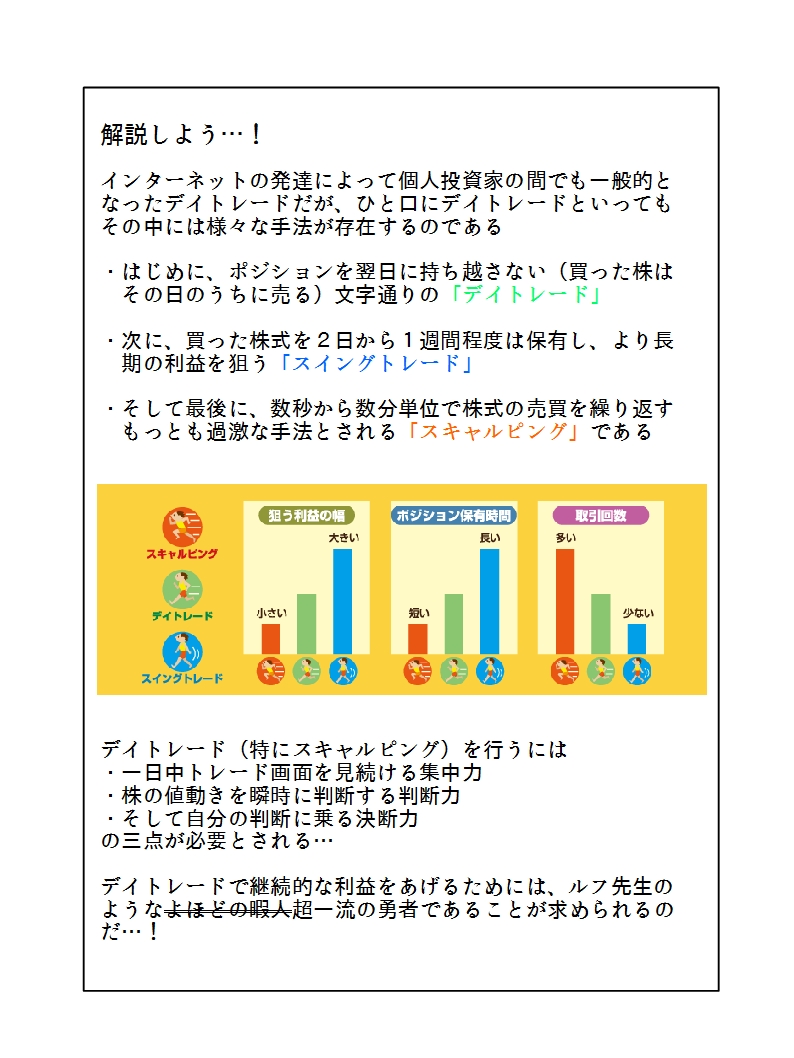 解説しよう…！
インターネットの発達によって個人投資家の間でも一般的と
なったデイトレードだが、ひと口にデイトレードといっても
その中には様々な手法が存在するのである
・はじめに、ポジションを翌日に持ち越さない（買った株は
その日のうちに売る）文字通りの「デイトレード」
・次に、買った株式を２日から１週間程度は保有し、より長
期の利益を狙う「スイングトレード」
・そして最後に、数秒から数分単位で株式の売買を繰り返す
もっとも過激な手法とされる「スキャルピング」である
スキャルピング
デイトレード
スイングトレード
狙う利益の幅
小さい
大きい
ポジション保有時間
短い
長い
取引回数
多い
少ない
デイトレード（特にスキャルピング）を行うには
・一日中トレード画面を見続ける集中力
・株の値動きを瞬時に判断する判断力
・そして自分の判断に乗る決断力
の三点が必要とされる…
デイトレードで継続的な利益をあげるためには、ルフ先生の
ようなよほどの暇人超一流の勇者であることが求められるの
だ…！